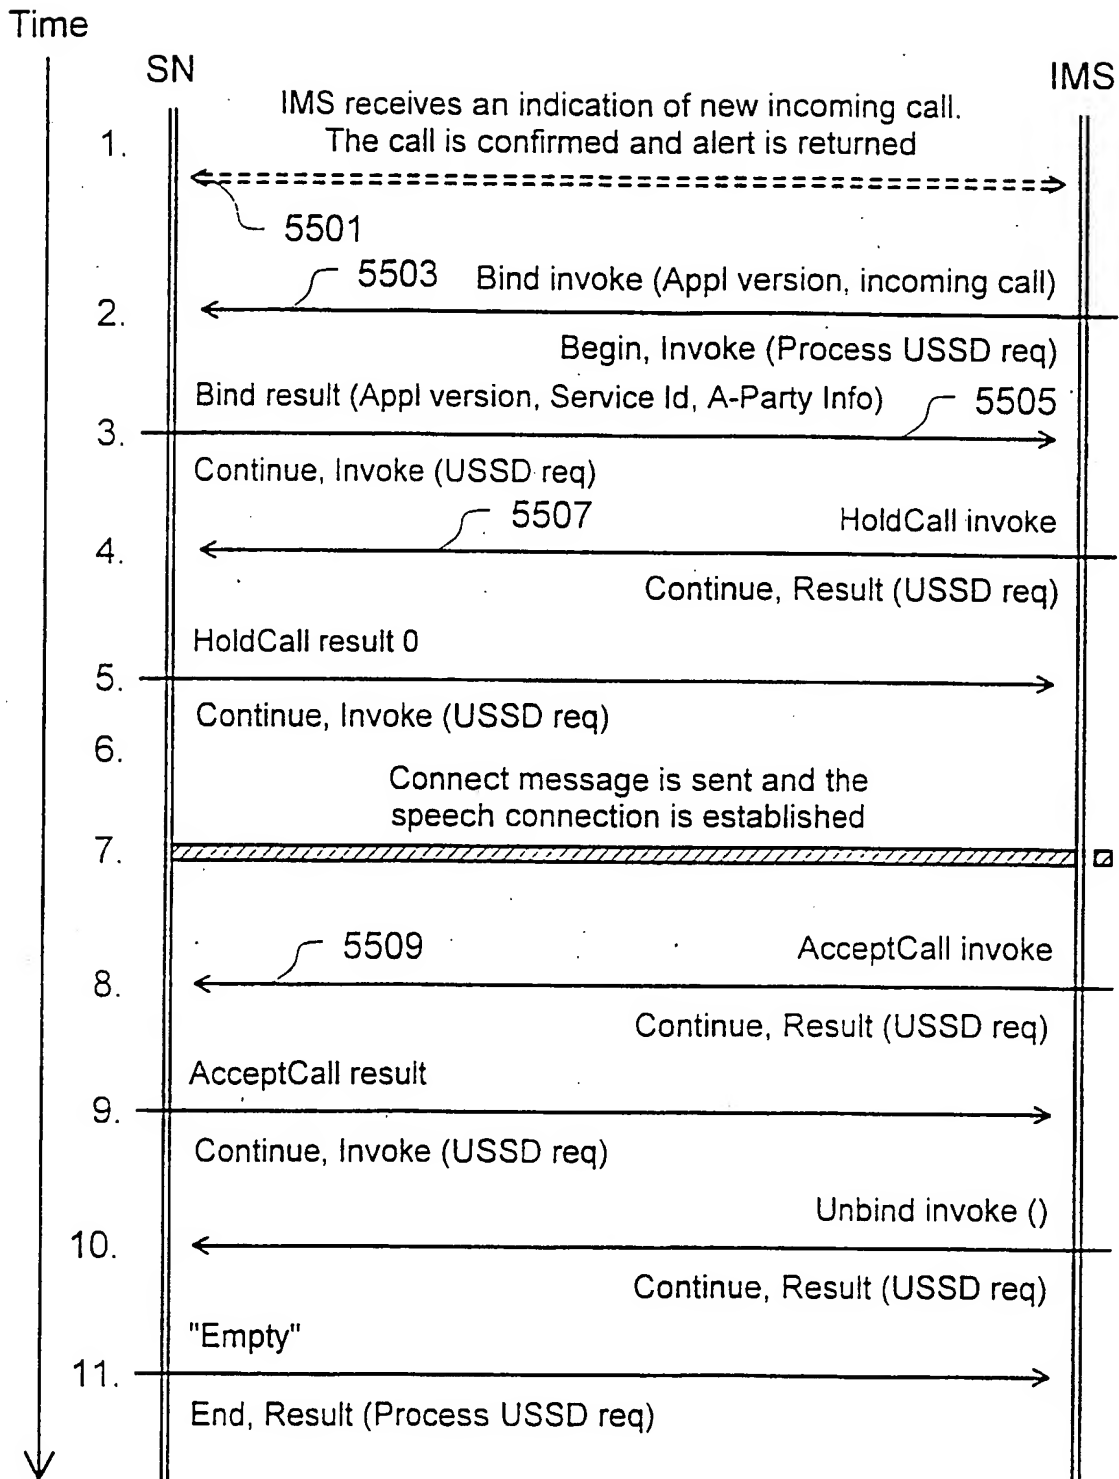 Time
SN
IMS
IMS receives an indication of new incoming call.
1.
The call is confirmed and alert is returned
5501
5503
Bind invoke (Appl version, incoming call)
2.
Begin, Invoke (Process USSD req)
Bind result (Appl version, Service Id, A-Party Info)
5505
3.
Continue, Invoke (USSD req)
5507
HoldCall invoke
4.
Continue, Result (USSD req)
HoldCall result 0
5.
Continue, Invoke (USSD req)
6.
Connect message is sent and the
speech connection is established
7.
5509
AcceptCall invoke
8.
Continue, Result (USSD req)
AcceptCall result
9.
Continue, Invoke (USSD req)
Unbind invoke ()
10.
Continue, Result (USSD req)
"Empty"
11.
End, Result (Process USSD req)